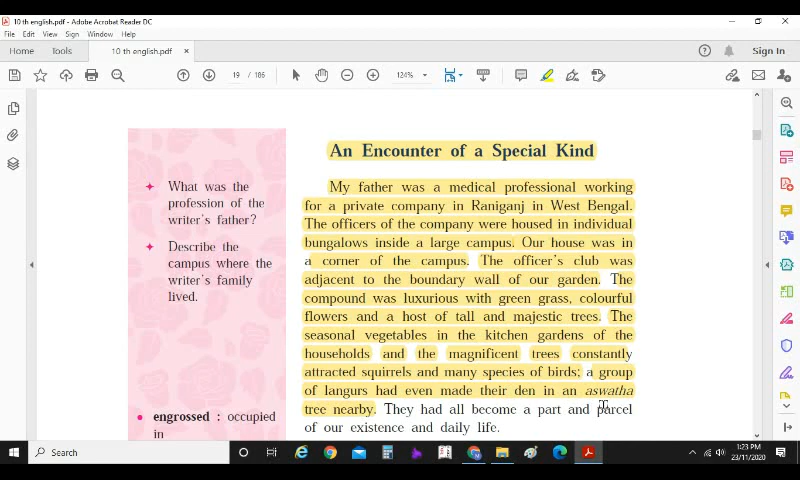 10 th english.pdf - Adobe Acrobat Reader DC
File Edit View Sign Window Help
Home Tools 10 th english.pdf × Sign In
19 / 186 124%
An Encounter of a Special Kind
My father was a medical professional working
for a private company in Raniganj in West Bengal.
The officers of the company were housed in individual
bungalows inside a large campus. Our house was in
a corner of the campus. The officer's club was
adjacent to the boundary wall of our garden. The
compound was luxurious with green grass, colourful
flowers and a host of tall and majestic trees. The
seasonal vegetables in the kitchen gardens of the
households and the magnificent trees constantly
attracted squirrels and many species of birds; a group
of langurs had even made their den in an aswatha
tree nearby. They had all become a part and parcel
of our existence and daily life.
What was the
profession of the
writer's father?
Describe the
campus where the
writer's family
lived.
engrossed : occupied
in
Search
1:23 PM
23/11/2020